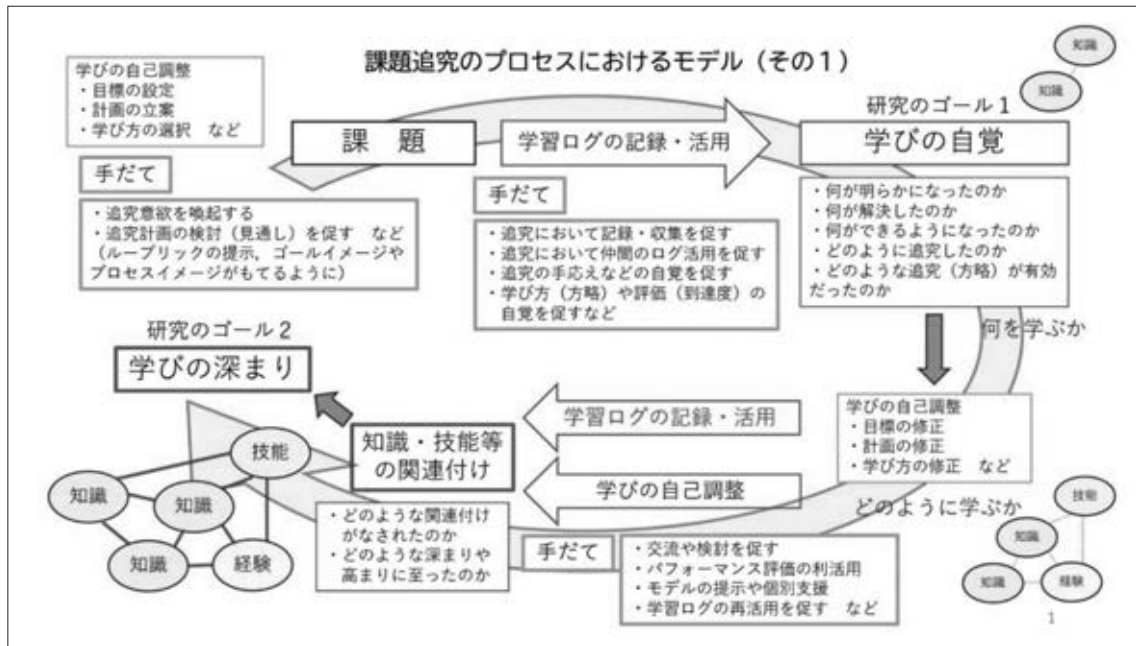 課題追究のプロセスにおけるモデル（その１）
学びの自己調整
・目標の設定
・計画の立案
・学び方の選択　など
手だて
・追究意欲を喚起する
・追究計画の検討（見通し）を促す　など
（ルーブリックの提示，ゴールイメージや
プロセスイメージがもてるように）
課　題
学習ログの記録・活用
手だて
・追究において記録・収集を促す
・追究において仲間のログ活用を促す
・追究の手応えなどの自覚を促す
・学び方（方略）や評価（到達度）の
自覚を促すなど
知識
知識
研究のゴール１
学びの自覚
・何が明らかになったのか
・何が解決したのか
・何ができるようになったのか
・どのように追究したのか
・どのような追究（方略）が有効
だったのか
何を学ぶか
学びの自己調整
・目標の修正
・計画の修正
・学び方の修正　など
どのように学ぶか
技能
知識
知識
経験
学習ログの記録・活用
学びの自己調整
手だて
・交流や検討を促す
・パフォーマンス評価の利活用
・モデルの提示や個別支援
・学習ログの再活用を促す　など
知識・技能等
の関連付け
・どのような関連付け
がなされたのか
・どのような深まりや
高まりに至ったのか
研究のゴール２
学びの深まり
技能
知識
知識
知識
経験
1